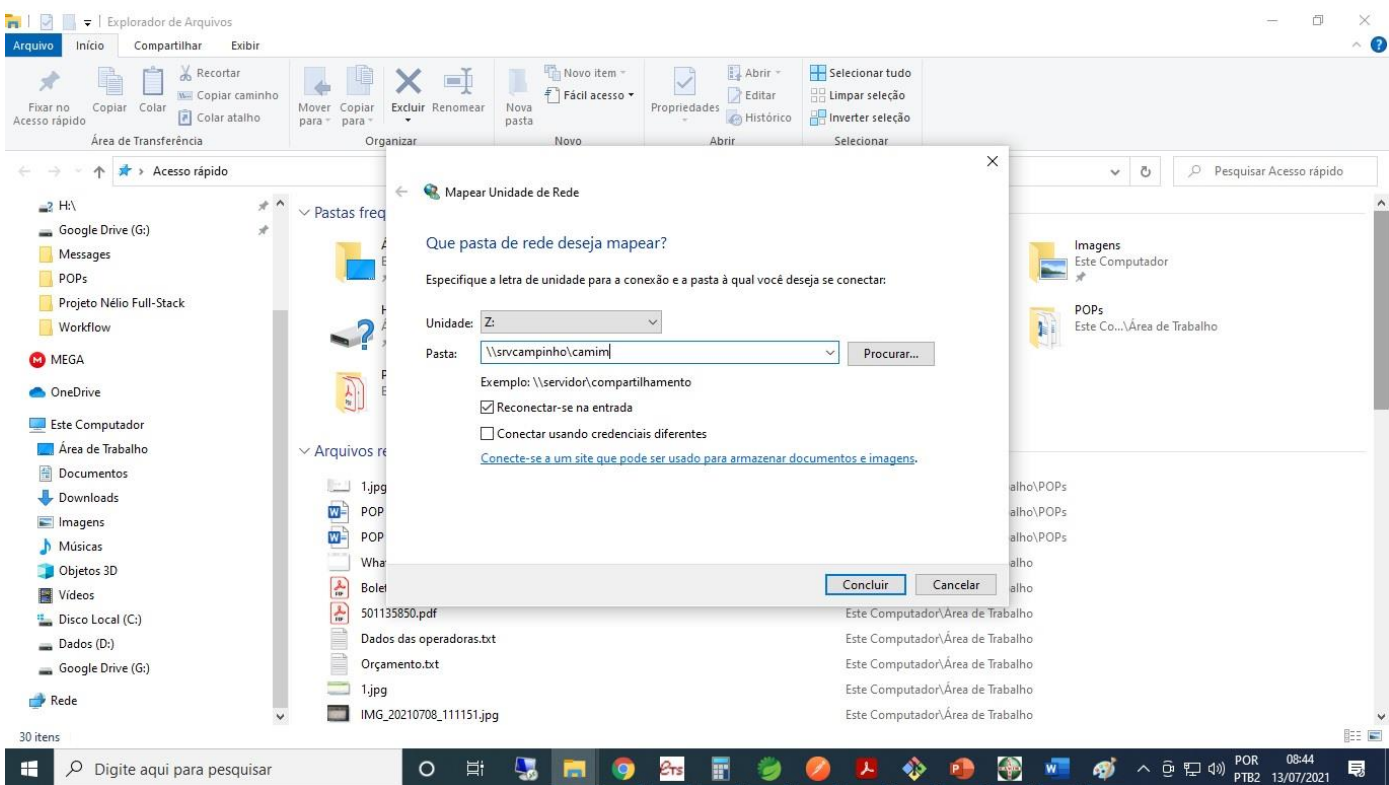 Explorador de Arquivos
Arquivo Início Compartilhar Exibir
Fixar no
Acesso rápido
Copiar
Colar
Recortar
Copiar caminho
Colar atalho
Área de Transferência
Mover
para
Copiar
para
Excluir
Renomear
Organizar
Nova
pasta
Novo item
Fácil acesso
Novo
Propriedades
Abrir
Editar
Histórico
Abrir
Selecionar tudo
Limpar seleção
Inverter seleção
Selecionar
Acesso rápido
Pesquisar Acesso rápido
H:\
Google Drive (G:)
Messages
POPs
Projeto Nélio Full-Stack
Workflow
MEGA
OneDrive
Este Computador
Área de Trabalho
Documentos
Downloads
Imagens
Músicas
Objetos 3D
Vídeos
Disco Local (C:)
Dados (D:)
Google Drive (G:)
Rede
Pastas freq
Imagens
Este Computador
POPs
Este Co...\Área de Trabalho
Mapear Unidade de Rede
Que pasta de rede deseja mapear?
Especifique a letra de unidade para a conexão e a pasta à qual você deseja se conectar:
Unidade: Z:
Pasta: \\srvcampinho\camim Procurar...
Exemplo: \\servidor\compartilhamento
Reconectar-se na entrada
Conectar usando credenciais diferentes
Conecte-se a um site que pode ser usado para armazenar documentos e imagens.
Concluir Cancelar
Arquivos re
1.jpg alho\POPs
POP alho\POPs
POP alho\POPs
What alho
Bolet alho
501135850.pdf Este Computador\Área de Trabalho
Dados das operadoras.txt Este Computador\Área de Trabalho
Orçamento.txt Este Computador\Área de Trabalho
1.jpg Este Computador\Área de Trabalho
IMG_20210708_111151.jpg Este Computador\Área de Trabalho
30 itens
Digite aqui para pesquisar
POR 08:44
PTB2 13/07/2021